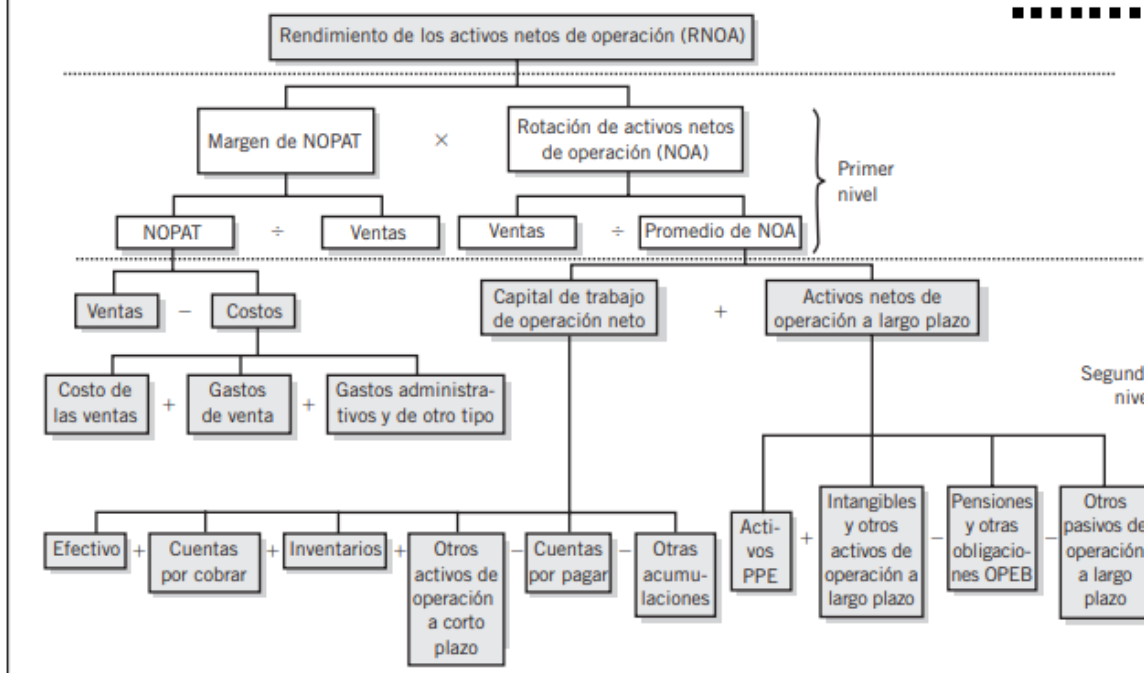 Rendimiento de los activos netos de operación (RNOA)
Margen de NOPAT
×
Rotación de activos netos
de operación (NOA)
Primer
nivel
NOPAT
÷
Ventas
Ventas
÷
Promedio de NOA
Ventas
−
Costos
Capital de trabajo
de operación neto
+
Activos netos de
operación a largo plazo
Costo de
las ventas
+
Gastos
de venta
+
Gastos administra-
tivos y de otro tipo
Segund
nive
Efectivo
+
Cuentas
por cobrar
+
Inventarios
+
Otros
activos de
operación
a corto
plazo
−
Cuentas
por pagar
−
Otras
acumu-
laciones
Acti-
vos
PPE
+
Intangibles
y otros
activos de
operación a
largo plazo
−
Pensiones
y otras
obligacio-
nes OPEB
−
Otros
pasivos de
operación
a largo
plazo